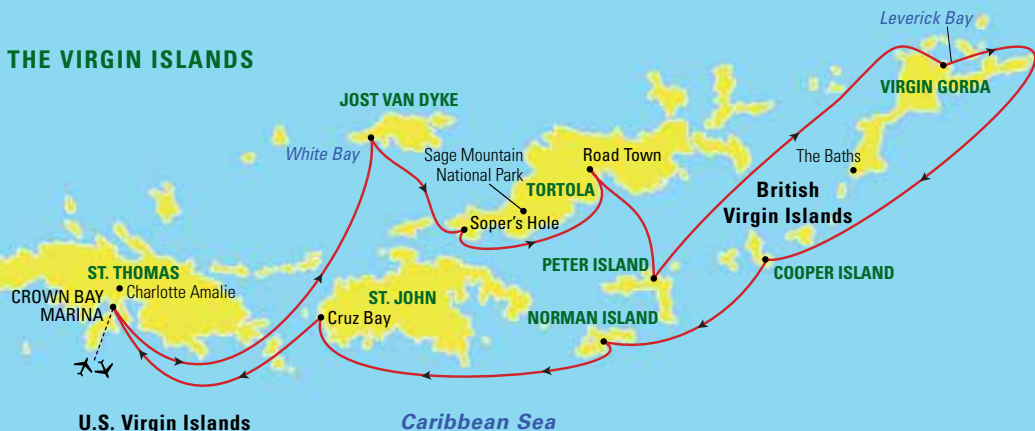 Leverick Bay
THE VIRGIN ISLANDS
VIRGIN GORDA
JOST VAN DYKE
White Bay
Sage Mountain
National Park
Road Town
The Baths
TORTOLA
British
Virgin Islands
Soper's Hole
PETER ISLAND
COOPER ISLAND
ST. THOMAS
Charlotte Amalie
CROWN BAY
MARINA
ST. JOHN
Cruz Bay
NORMAN ISLAND
U.S. Virgin Islands
Caribbean Sea